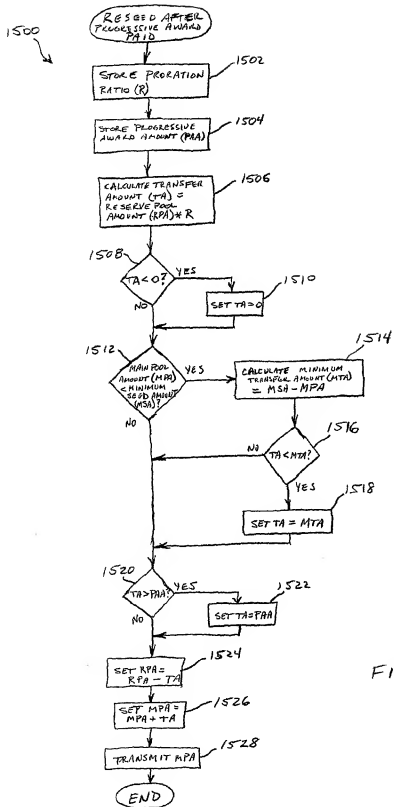 1500
RESEED AFTER
PROGRESSIVE AWARD
PAID
1502
STORE PRORATION
RATIO (R)
1504
STORE PROGRESSIVE
AWARD AMOUNT (PAA)
1506
CALCULATE TRANSFER
AMOUNT (TA) =
RESERVE POOL
AMOUNT (RPA) * R
1508
TA<0?
YES
NO
1510
SET TA=0
1512
MAIN POOL
AMOUNT (MPA)
< MINIMUM
SEED AMOUNT
(MSA)?
YES
NO
1514
CALCULATE MINIMUM
TRANSFER AMOUNT (MTA)
= MSA - MPA
1516
TA<MTA?
NO
YES
1518
SET TA = MTA
1520
TA>PAA?
YES
NO
1522
SET TA=PAA
1524
SET RPA=
RPA - TA
1526
SET MPA=
MPA + TA
1528
TRANSMIT MPA
END